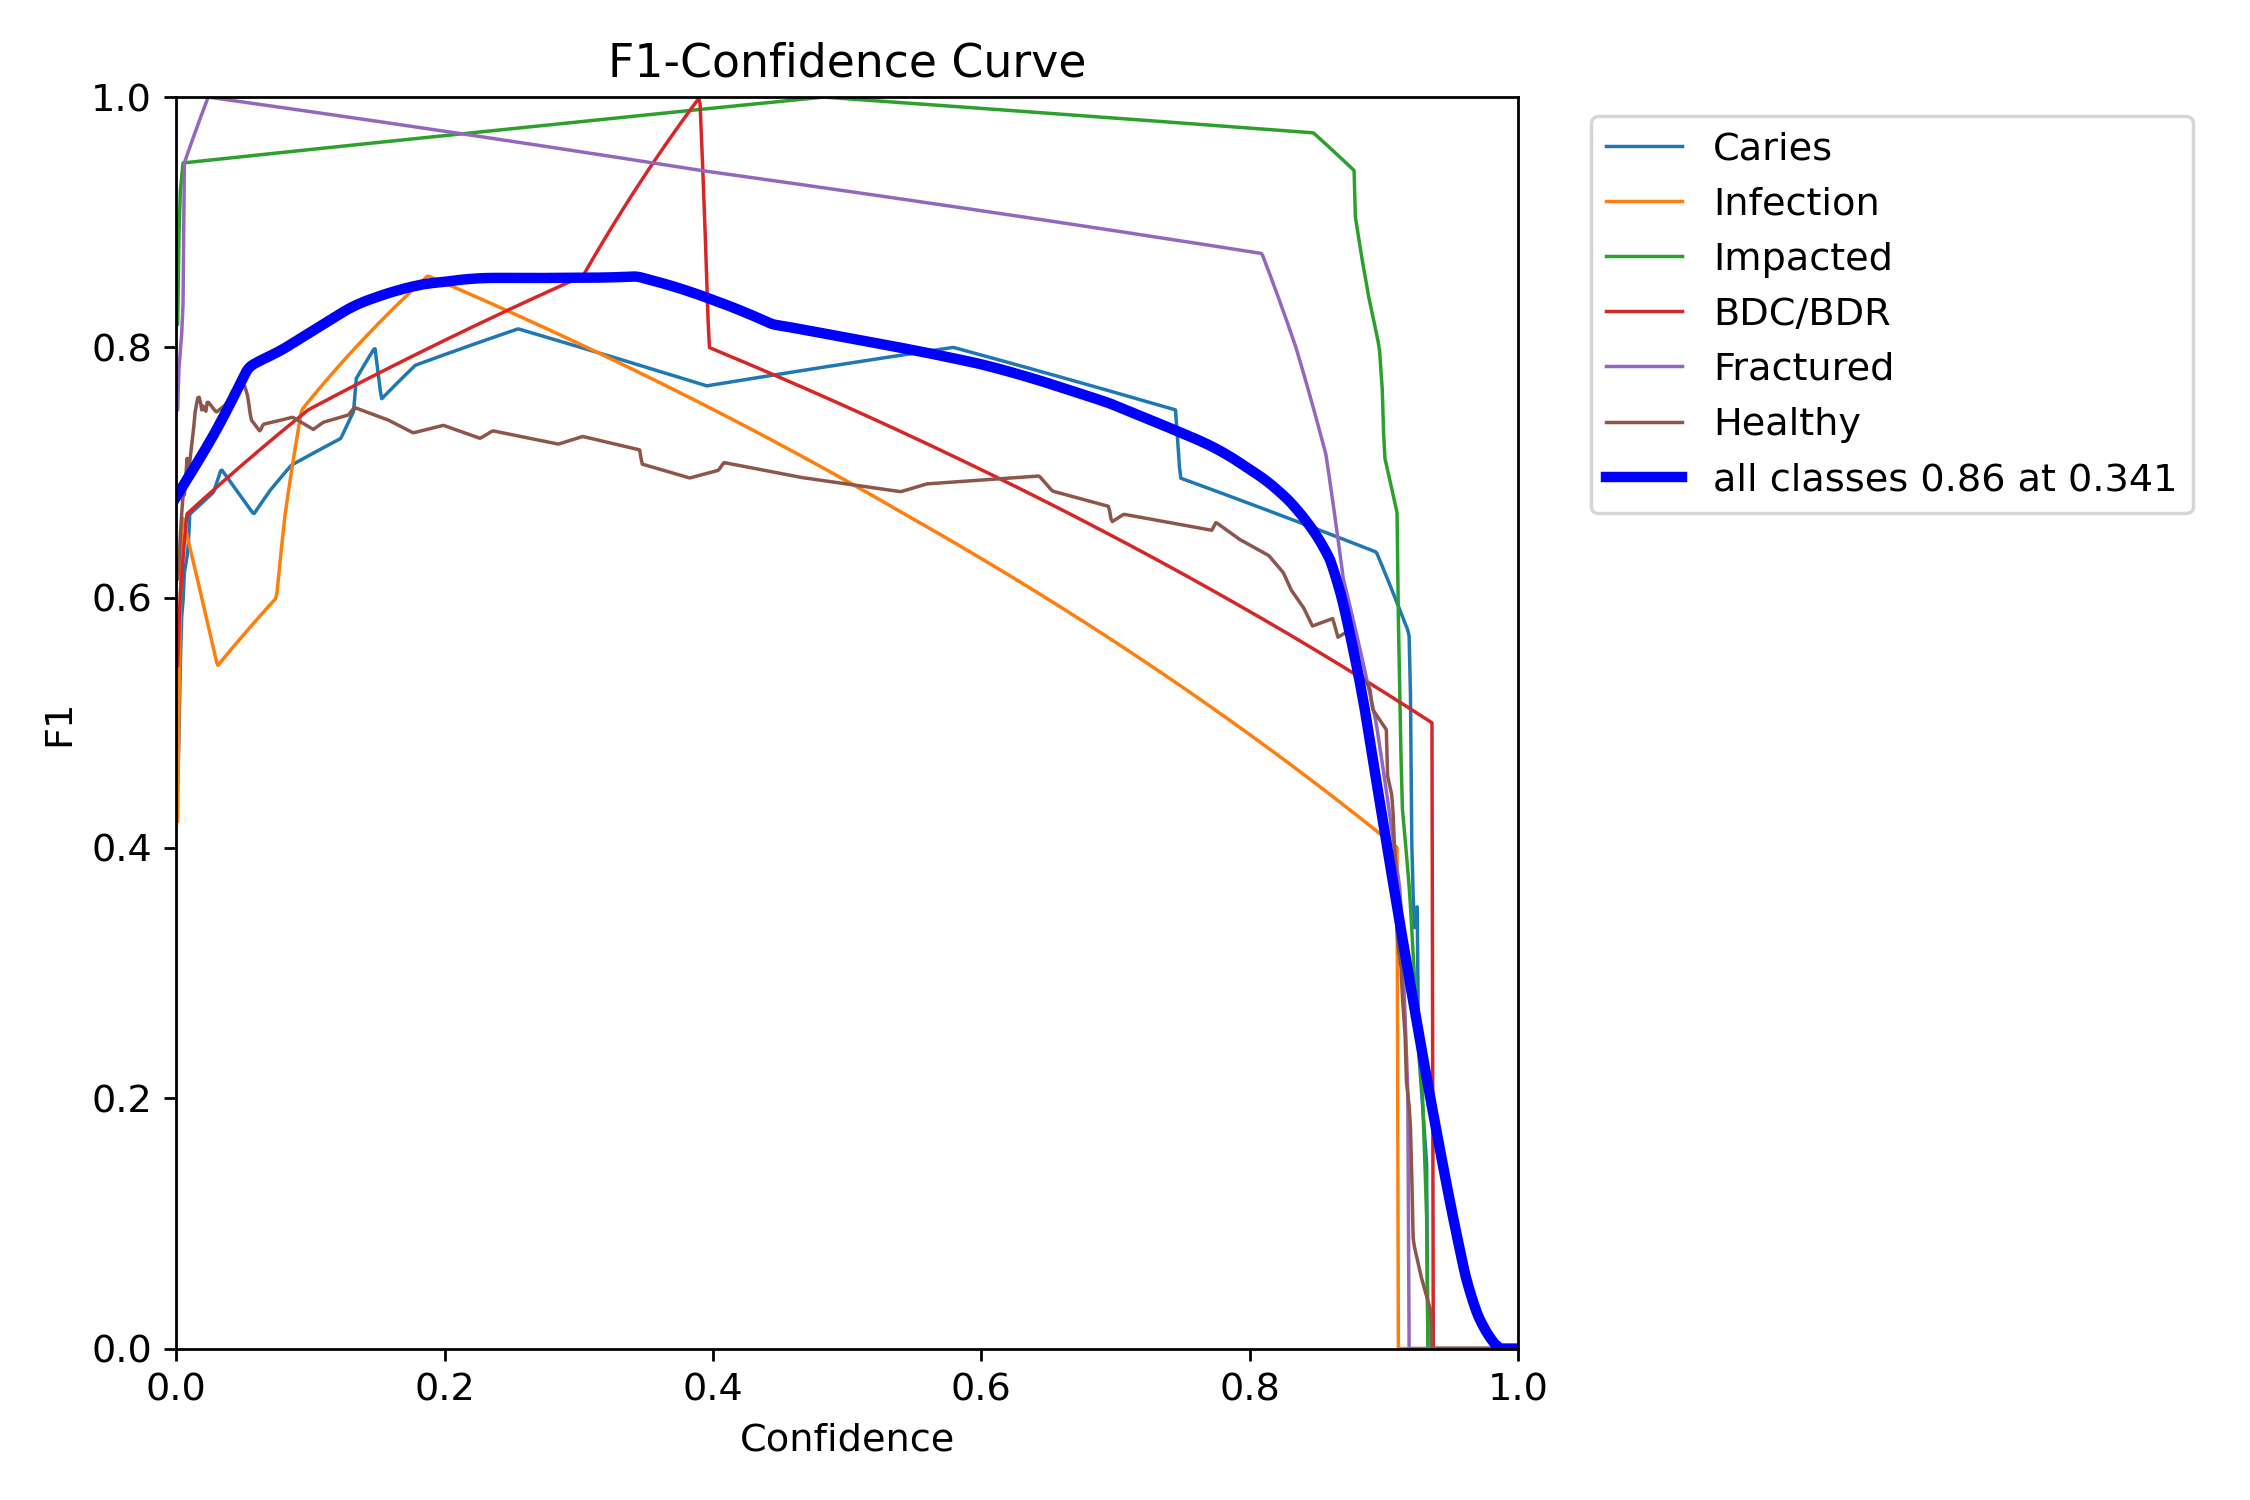 F1-Confidence Curve
1.0
0.8
0.6
0.4
0.2
0.0
F1
0.0 0.2 0.4 0.6 0.8 1.0
Confidence
Caries
Infection
Impacted
BDC/BDR
Fractured
Healthy
all classes 0.86 at 0.341